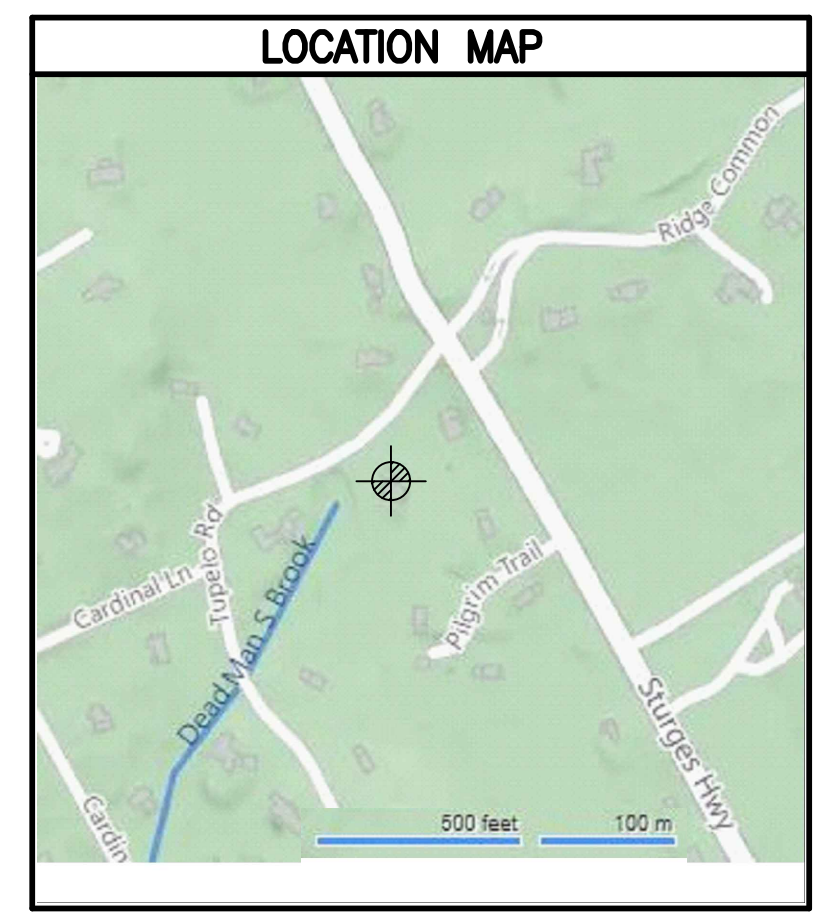 LOCATION MAP
Ridge Common
Tupelo Rd
Cardinal Ln
Pilgrim Trail
Dead Man S Brook
Sturges Hwy
Cardin
500 feet
100 m